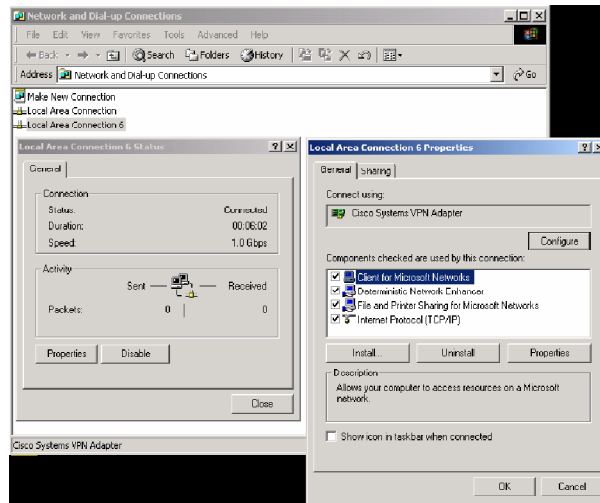 Network and Dial-up Connections
File Edit View Favorites Tools Advanced Help
Back Search Folders History
Address Network and Dial-up Connections Go
Make New Connection
Local Area Connection
Local Area Connection 6
Local Area Connection 6 Status
General
Connection
Status: Connected
Duration: 00:06:02
Speed: 1.0 Gbps
Activity
Sent Received
Packets: 0 0
Properties Disable
Close
Cisco Systems VPN Adapter
Local Area Connection 6 Properties
General Sharing
Connect using:
Cisco Systems VPN Adapter
Configure
Components checked are used by this connection:
Client for Microsoft Networks
Deterministic Network Enhancer
File and Printer Sharing for Microsoft Networks
Internet Protocol (TCP/IP)
Install... Uninstall Properties
Description
Allows your computer to access resources on a Microsoft
network.
Show icon in taskbar when connected
OK Cancel